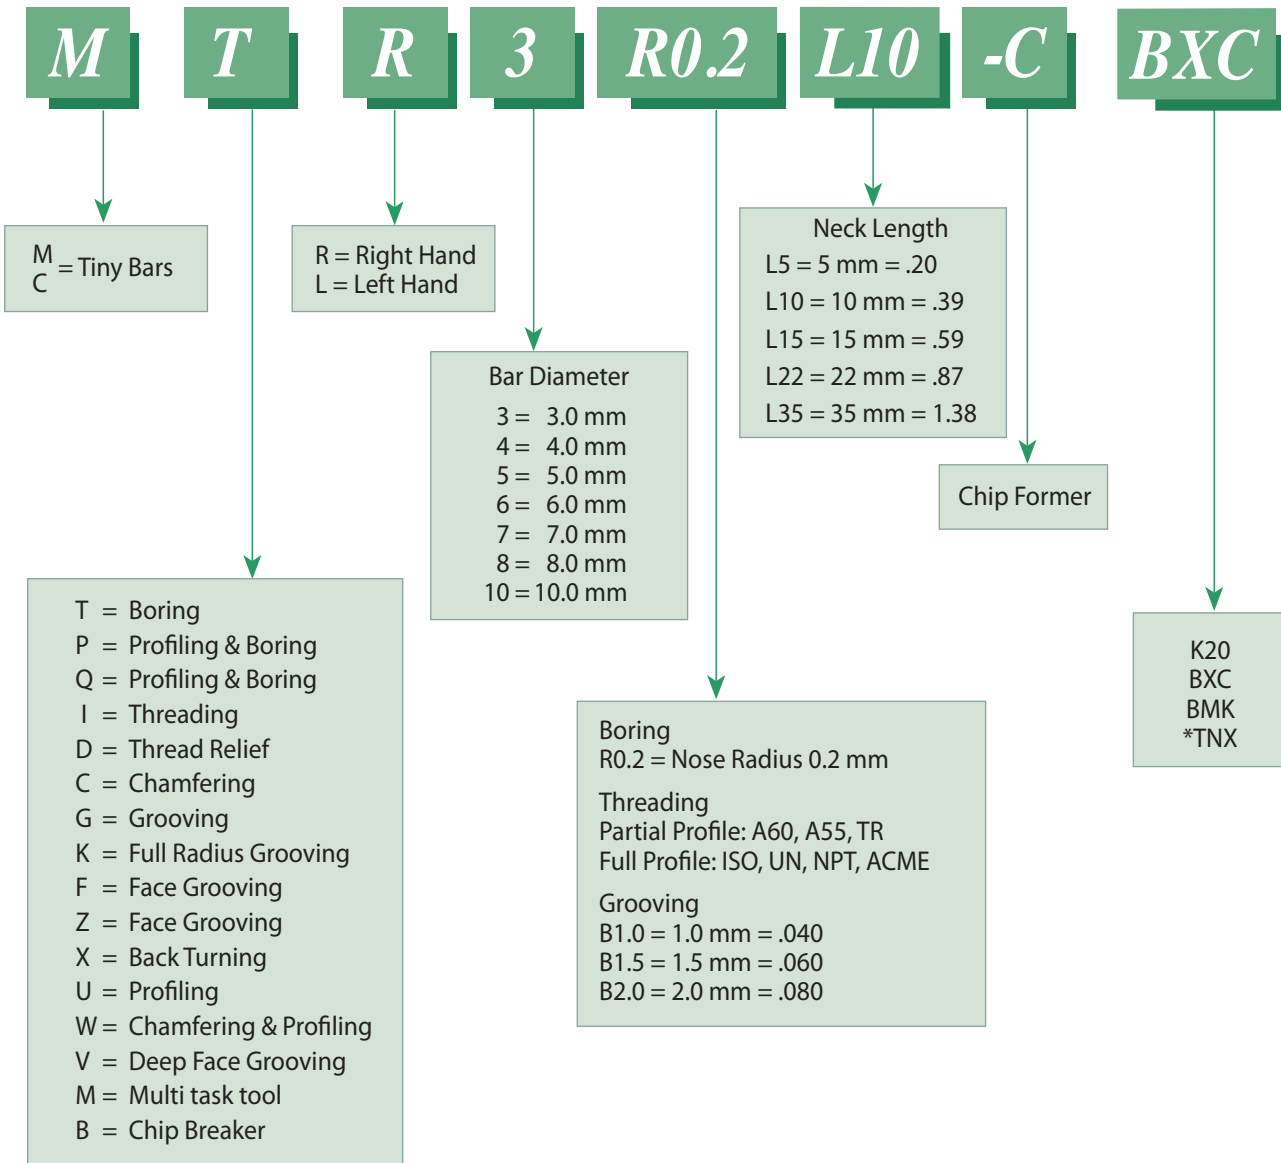 M T R 3 R0.2 L10 -C BXC
M
C = Tiny Bars
R = Right Hand
L = Left Hand
Neck Length
L5 = 5 mm = .20
L10 = 10 mm = .39
L15 = 15 mm = .59
L22 = 22 mm = .87
L35 = 35 mm = 1.38
Bar Diameter
3 = 3.0 mm
4 = 4.0 mm
5 = 5.0 mm
6 = 6.0 mm
7 = 7.0 mm
8 = 8.0 mm
10 = 10.0 mm
Chip Former
T = Boring
P = Profiling & Boring
Q = Profiling & Boring
I = Threading
D = Thread Relief
C = Chamfering
G = Grooving
K = Full Radius Grooving
F = Face Grooving
Z = Face Grooving
X = Back Turning
U = Profiling
W = Chamfering & Profiling
V = Deep Face Grooving
M = Multi task tool
B = Chip Breaker
Boring
R0.2 = Nose Radius 0.2 mm
Threading
Partial Profile: A60, A55, TR
Full Profile: ISO, UN, NPT, ACME
Grooving
B1.0 = 1.0 mm = .040
B1.5 = 1.5 mm = .060
B2.0 = 2.0 mm = .080
K20
BXC
BMK
*TNX